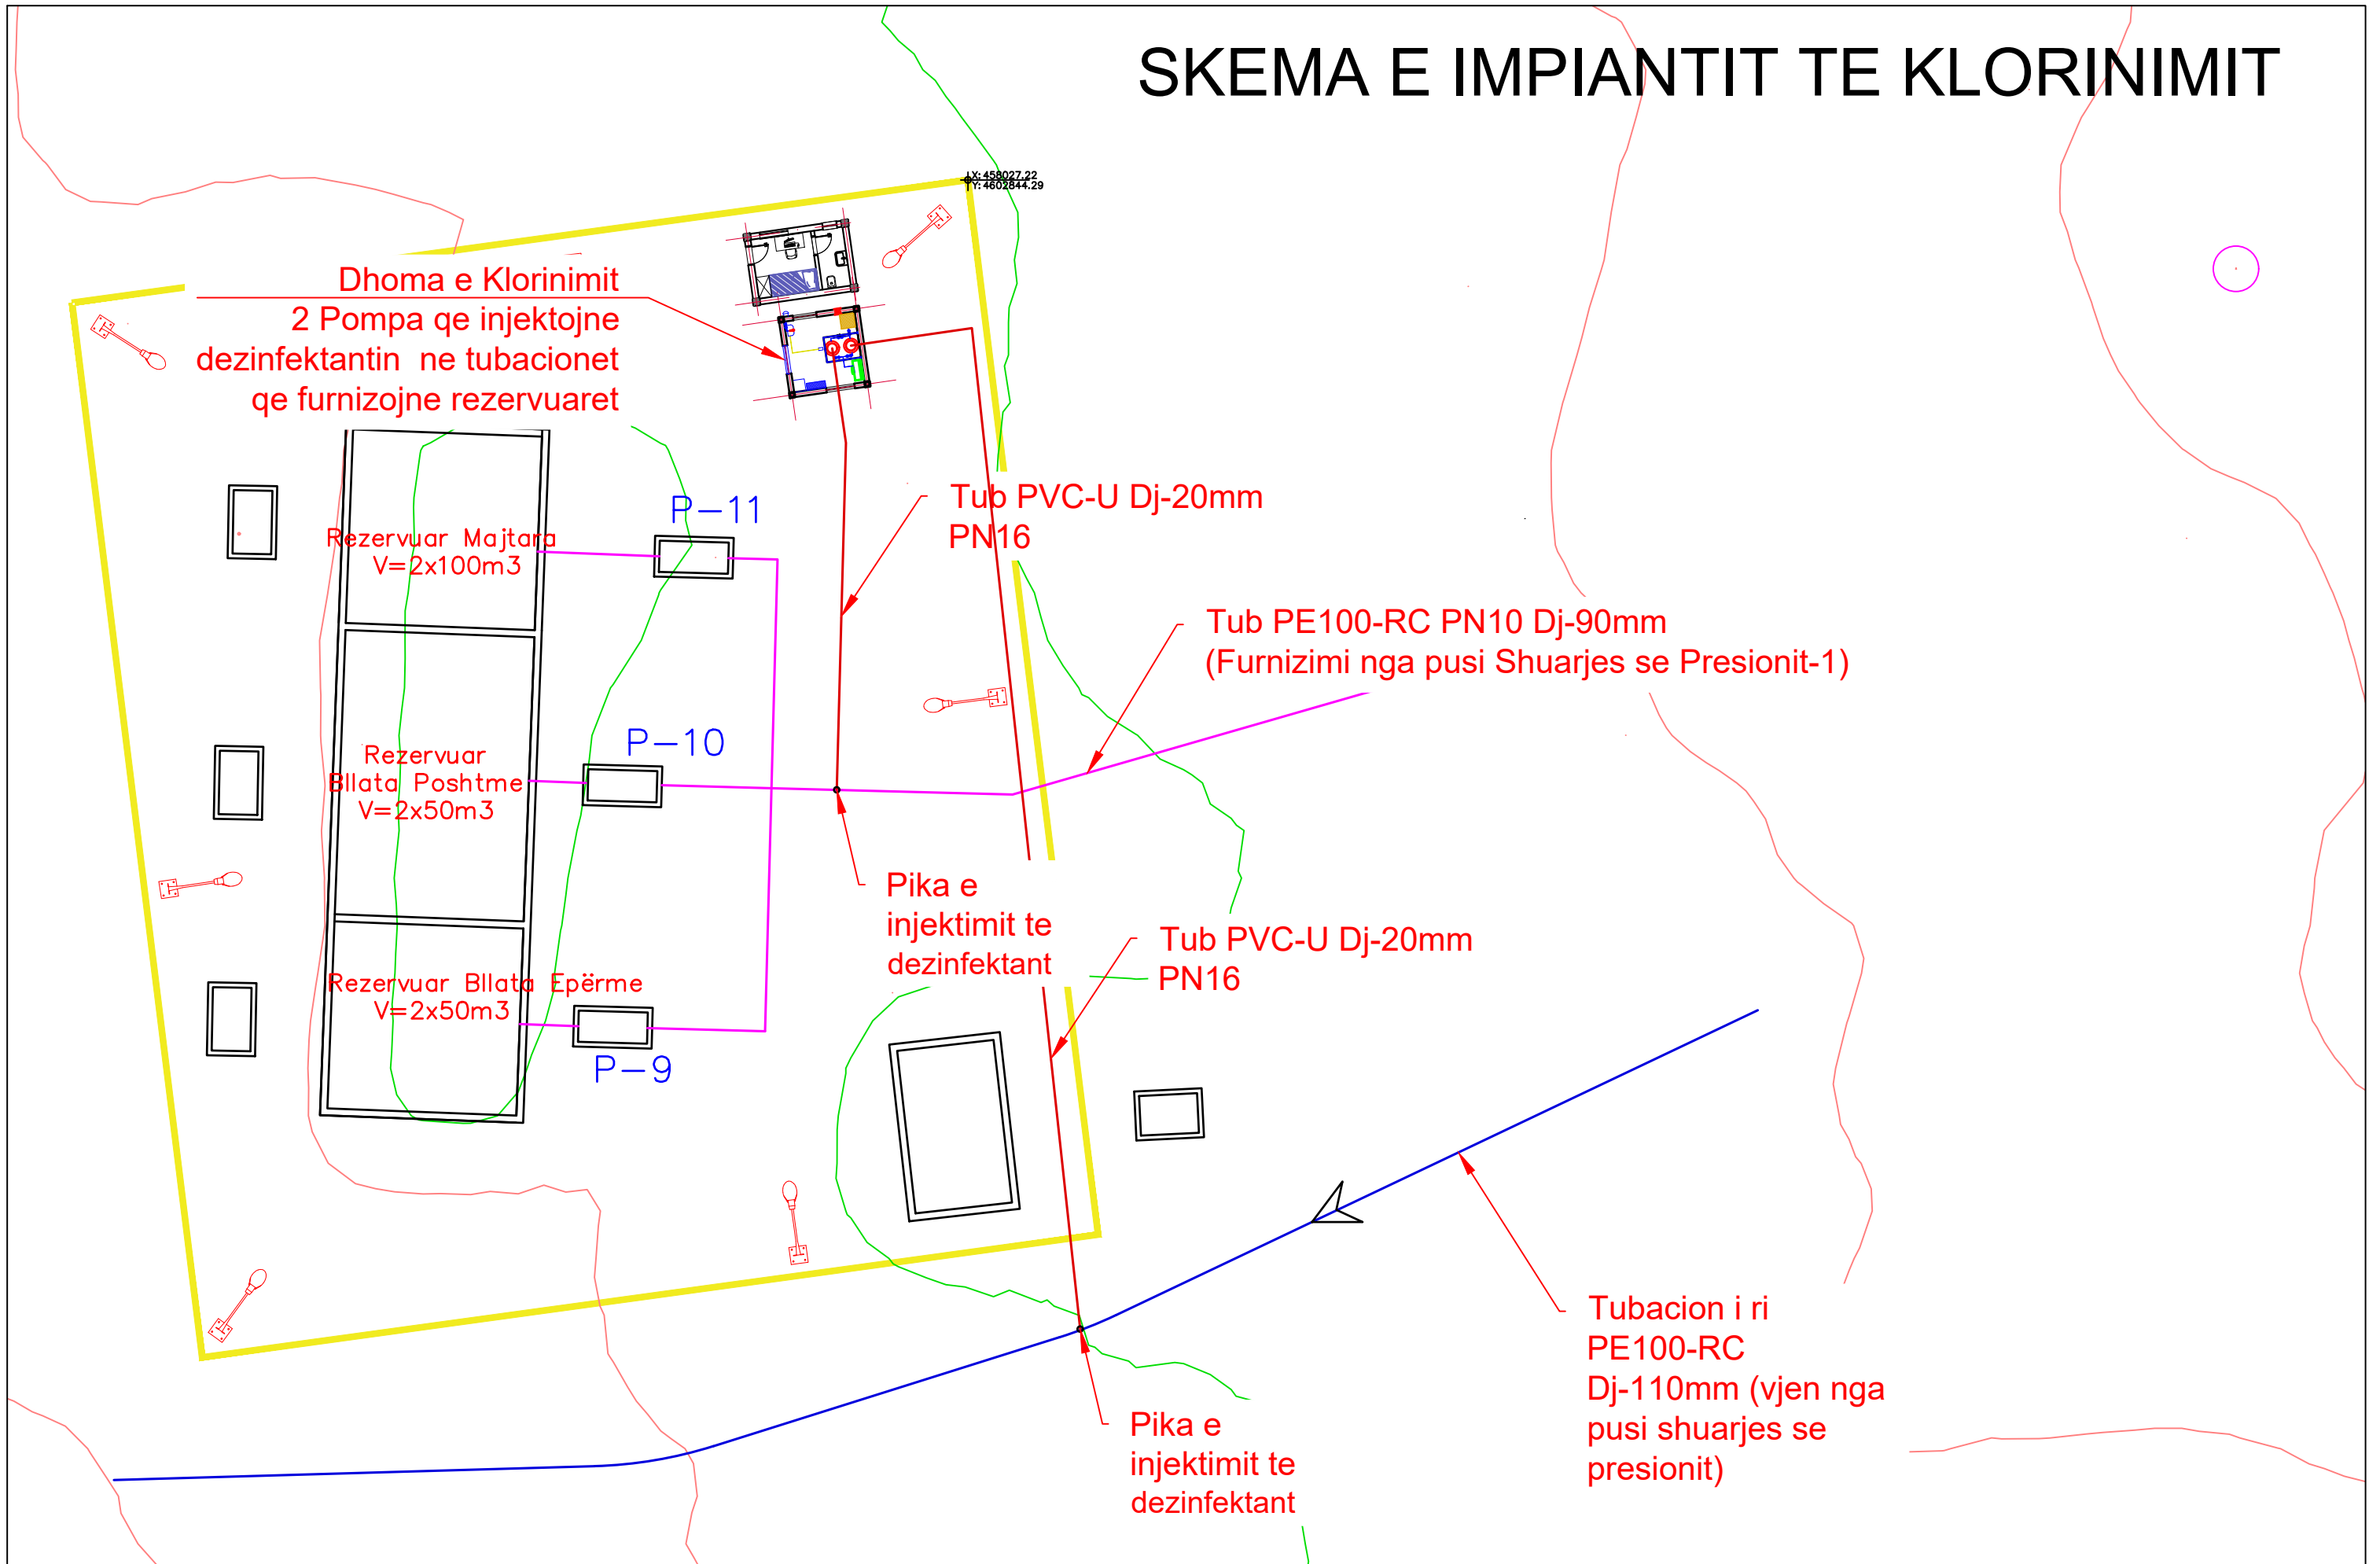 SKEMA E IMPIANTIT TE KLORINIMIT
X: 458027.22
Y: 4602844.29
Dhoma e Klorinimit
2 Pompa qe injektojne
dezinfektantin ne tubacionet
qe furnizojne rezervuaret
Tub PVC-U Dj-20mm
PN16
P-11
Rezervuar Majtara
V=2x100m3
Tub PE100-RC PN10 Dj-90mm
(Furnizimi nga pusi Shuarjes se Presionit-1)
P-10
Rezervuar
Bllata Poshtme
V=2x50m3
Pika e
injektimit te
dezinfektant
Tub PVC-U Dj-20mm
PN16
Rezervuar Bllata Epërme
V=2x50m3
P-9
Tubacion i ri
PE100-RC
Dj-110mm (vjen nga
pusi shuarjes se
presionit)
Pika e
injektimit te
dezinfektant